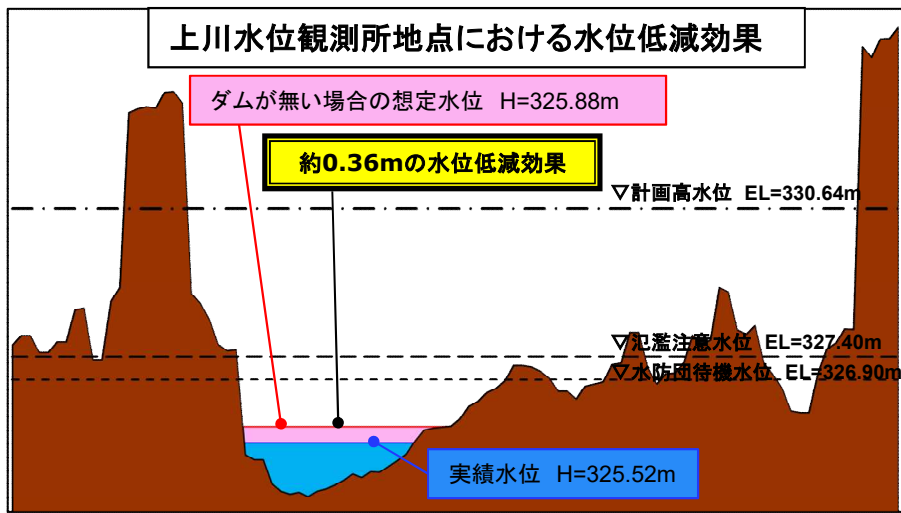 上川水位観測所地点における水位低減効果
ダムが無い場合の想定水位 H=325.88m
約0.36mの水位低減効果
▽計画高水位 EL=330.64m
▽氾濫注意水位 EL=327.40m
▽水防団待機水位 EL=326.90m
実績水位 H=325.52m